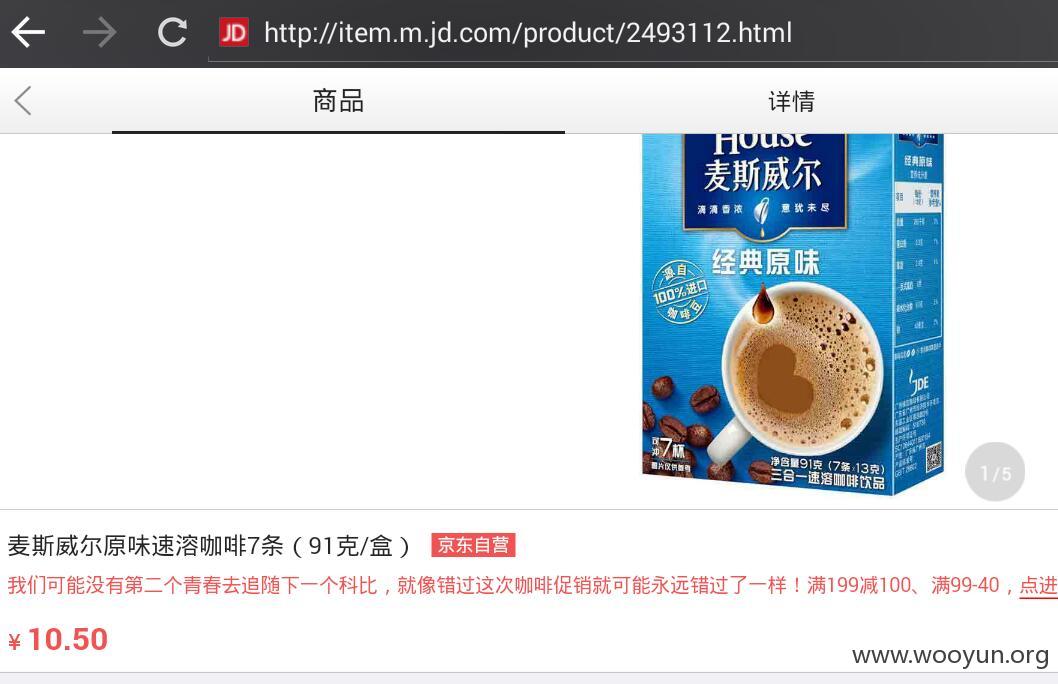 http://item.m.jd.com/product/2493112.html
JD
商品
详情
House
麦斯威尔
滴滴香浓 意犹未尽
经典原味
源自
100%进口
咖啡豆
可冲7杯
图片仅供参考
净含量91克（7条×13克）
三合一速溶咖啡饮品
经典原味
JDE
1/5
麦斯威尔原味速溶咖啡7条（91克/盒） 京东自营
我们可能没有第二个青春去追随下一个科比，就像错过这次咖啡促销就可能永远错过了一样！满199减100、满99-40，点进
¥ 10.50
www.wooyun.org